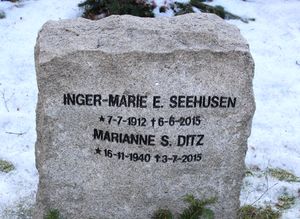 INGER-MARIE E. SEEHUSEN
★7-7-1912 †6-6-2015
MARIANNE S. DITZ
★16-11-1940 †3-7-2015